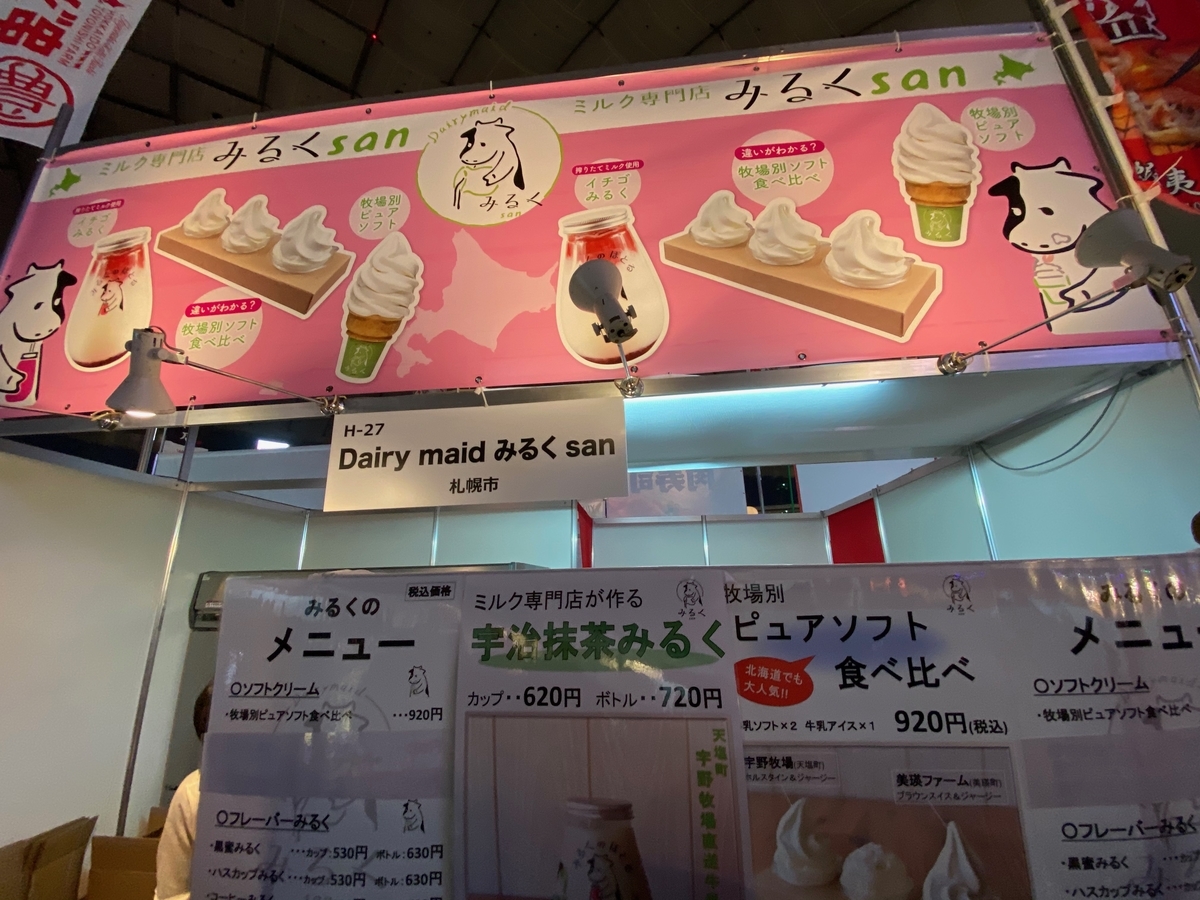 HOKKAIDO
TOYONISHI FARM
ミルク専門店 みるくsan
Dairymaid
みるく
san
ミルク専門店 みるくsan
搾りたてミルク使用
イチゴ
みるく
牧場別
ピュア
ソフト
違いがわかる?
牧場別ソフト
食べ比べ
搾りたてミルク使用
イチゴ
みるく
違いがわかる?
牧場別ソフト
食べ比べ
牧場別
ピュア
ソフト
H-27
Dairy maid みるく san
札幌市
税込価格
みるくの
メニュー
○ソフトクリーム
・牧場別ピュアソフト食べ比べ ・・・920円
○フレーバーみるく
・黒蜜みるく ・・・カップ:530円 ボトル:630円
・ハスカップみるく・・・カップ:530円 ボトル:630円
ミルク専門店が作る
みるく
宇治抹茶みるく
カップ・・620円 ボトル・・720円
天塩町
宇野牧場直送牛
牧場別
みるく
ピュアソフト
食べ比べ
北海道でも
大人気!!
乳ソフト×2 牛乳アイス×1 920円(税込)
宇野牧場(天塩町)
ホルスタイン&ジャージー
美瑛ファーム(美瑛町)
ブラウンスイス&ジャージー
みるくの
メニュー
○ソフトクリーム
・牧場別ピュアソフト食べ比べ
○フレーバーみるく
・黒蜜みるく ・・・カッ
・ハスカップみるく・・・カッ